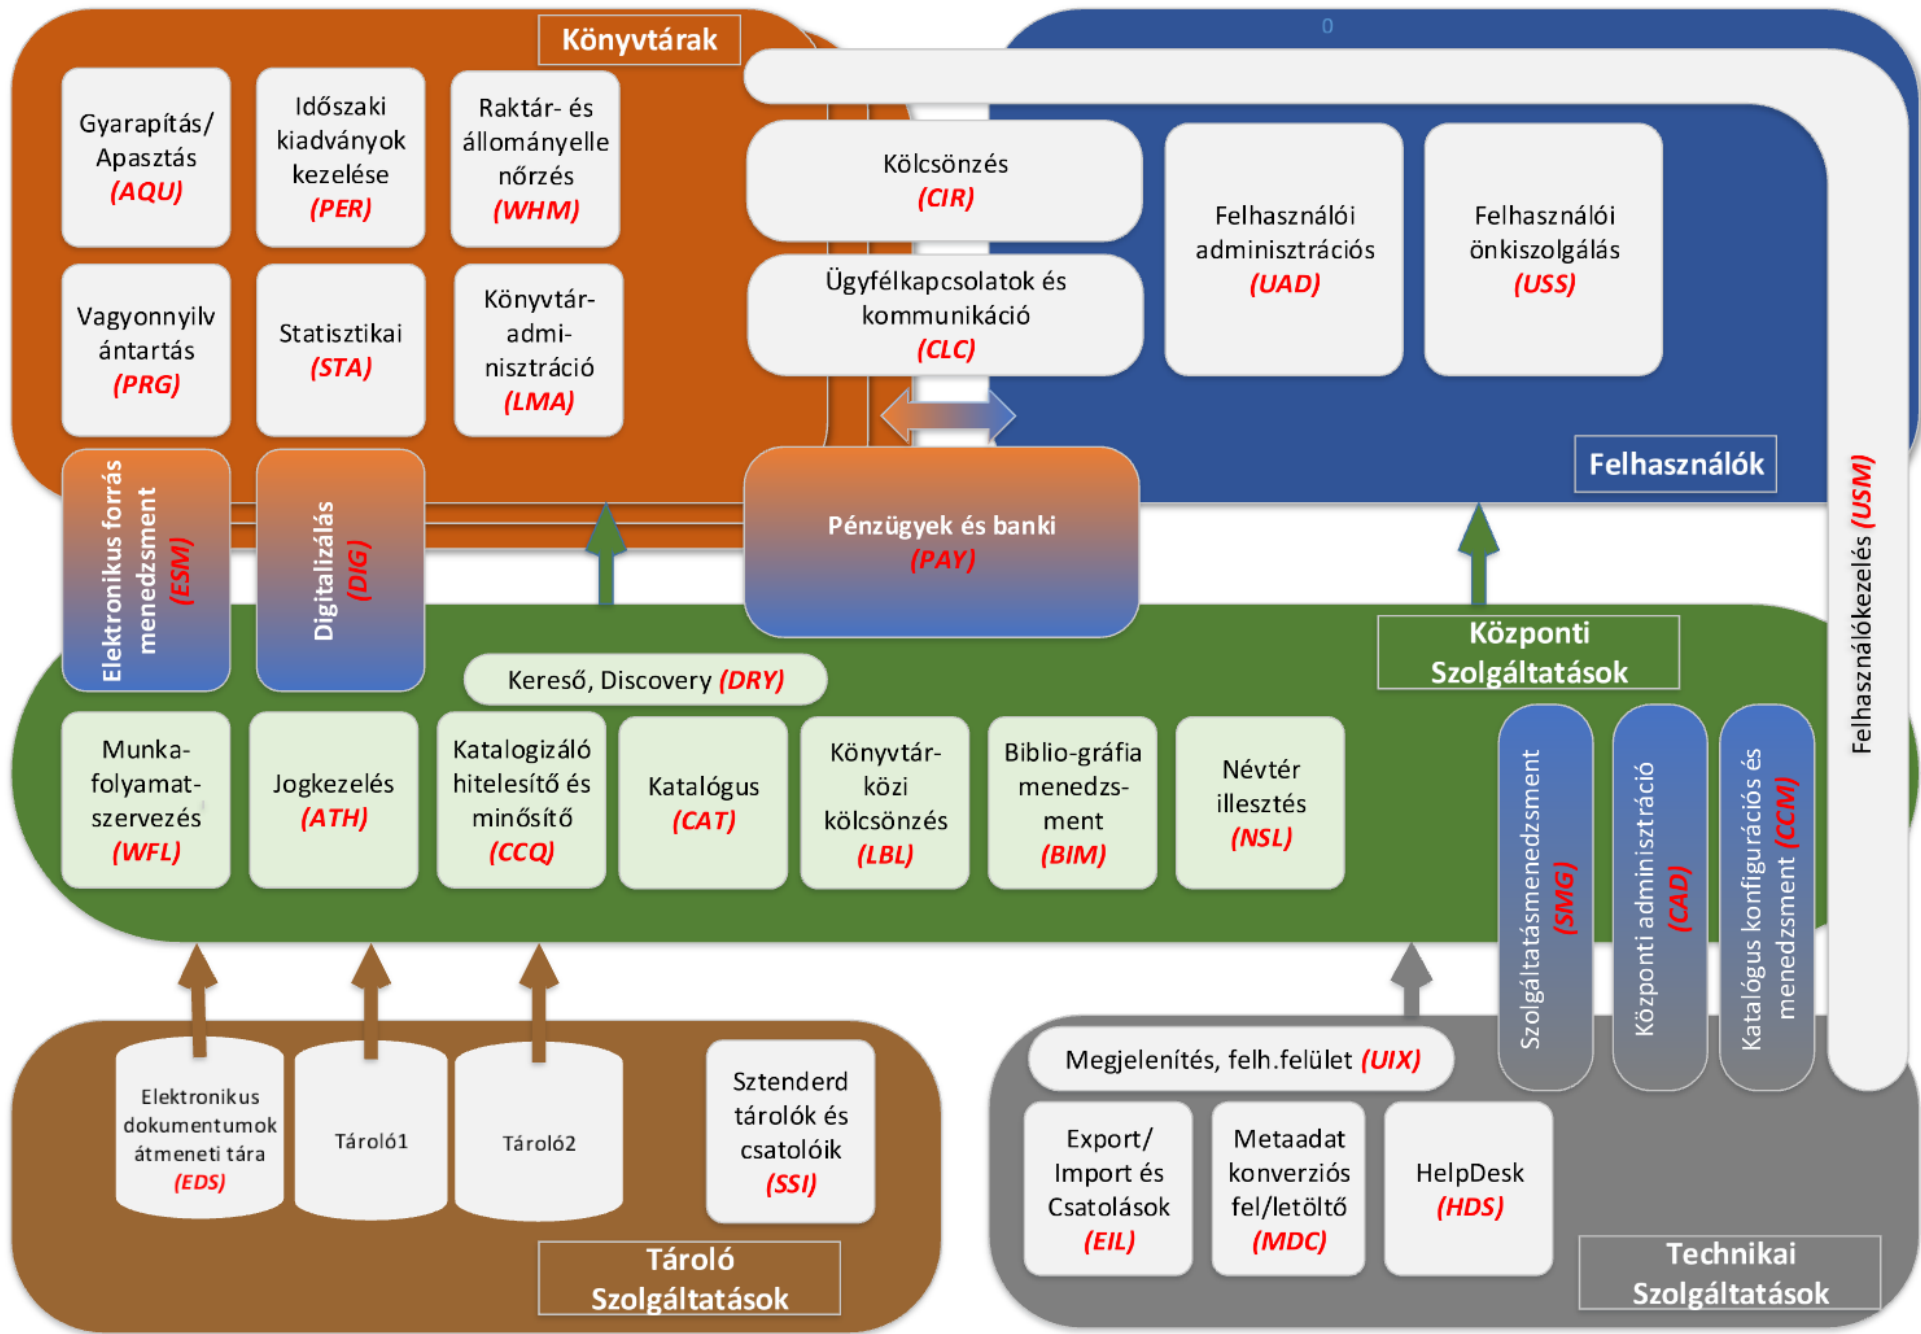 0
Könyvtárak
Gyarapítás/
Apasztás
(AQU)
Időszaki
kiadványok
kezelése
(PER)
Raktár- és
állományelle
nőrzés
(WHM)
Vagyonnyilv
ántartás
(PRG)
Statisztikai
(STA)
Könyvtár-
admi-
nisztráció
(LMA)
Kölcsönzés
(CIR)
Ügyfélkapcsolatok és
kommunikáció
(CLC)
Felhasználói
adminisztrációs
(UAD)
Felhasználói
önkiszolgálás
(USS)
Felhasználók
Elektronikus forrás
menedzsment
(ESM)
Digitalizálás
(DIG)
Pénzügyek és banki
(PAY)
Felhasználókezelés (USM)
Központi
Szolgáltatások
Kereső, Discovery (DRY)
Munka-
folyamat-
szervezés
(WFL)
Jogkezelés
(ATH)
Katalogizáló
hitelesítő és
minősítő
(CCQ)
Katalógus
(CAT)
Könyvtár-
közi
kölcsönzés
(LBL)
Biblio-gráfia
menedzs-
ment
(BIM)
Névtér
illesztés
(NSL)
Szolgáltatásmenedzsment
(SMG)
Központi adminisztráció
(CAD)
Katalógus konfigurációs és
menedzsment (CCM)
Elektronikus
dokumentumok
átmeneti tára
(EDS)
Tároló1
Tároló2
Sztenderd
tárolók és
csatolóik
(SSI)
Tároló
Szolgáltatások
Megjelenítés, felh.felület (UIX)
Export/
Import és
Csatolások
(EIL)
Metaadat
konverziós
fel/letöltő
(MDC)
HelpDesk
(HDS)
Technikai
Szolgáltatások